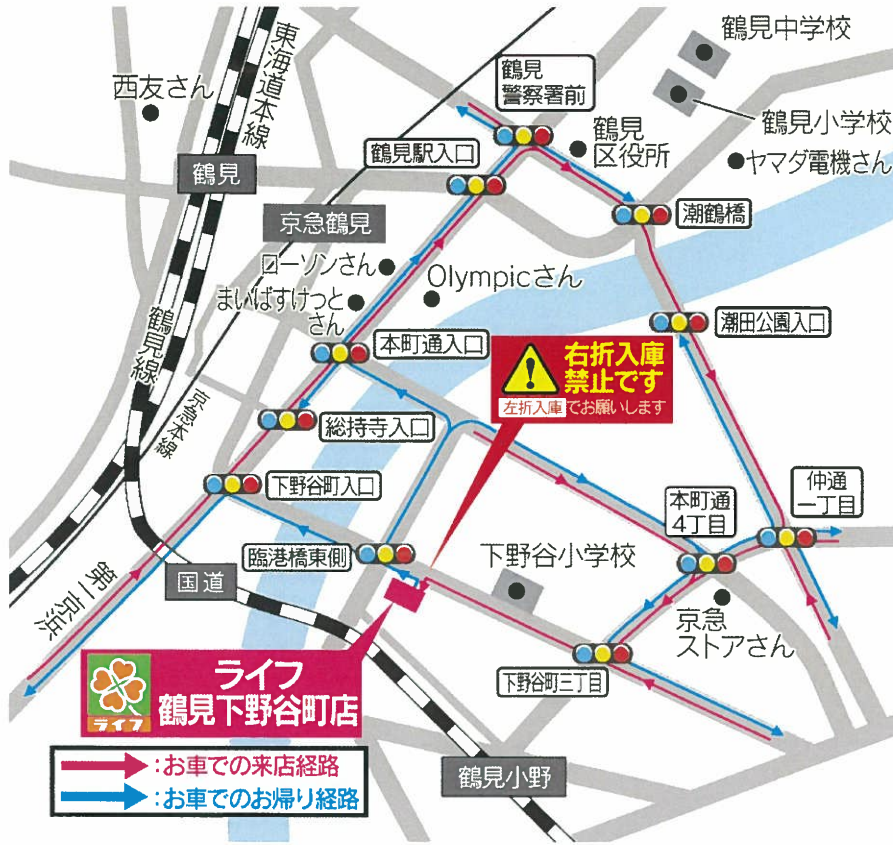 鶴見中学校
東海道本線
西友さん
鶴見
警察署前
鶴見小学校
鶴見
区役所
鶴見駅入口
ヤマダ電機さん
鶴見
京急鶴見
潮鶴橋
ローソンさん
Olympicさん
まいばすけっと
さん
鶴見線
潮田公園入口
本町通入口
右折入庫
禁止です
左折入庫でお願いします
京急本線
総持寺入口
下野谷町入口
本町通
4丁目
仲通
一丁目
臨港橋東側
下野谷小学校
国道
第一京浜
京急
ストアさん
ライフ
鶴見下野谷町店
ライフ
下野谷町三丁目
:お車での来店経路
:お車でのお帰り経路
鶴見小野